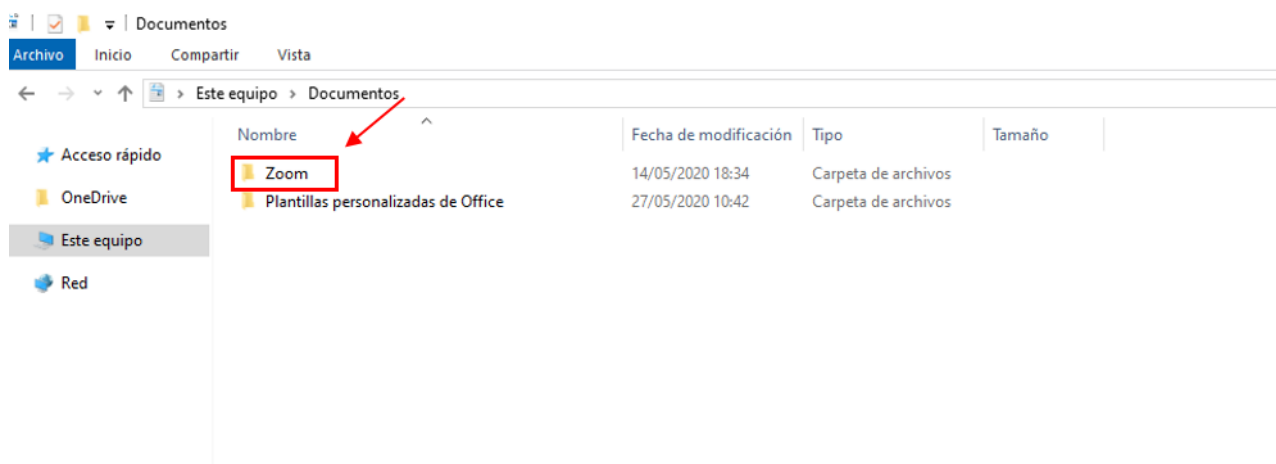 Documentos
Archivo Inicio Compartir Vista
Este equipo > Documentos
Nombre Fecha de modificación Tipo Tamaño
Acceso rápido
Zoom 14/05/2020 18:34 Carpeta de archivos
OneDrive
Plantillas personalizadas de Office 27/05/2020 10:42 Carpeta de archivos
Este equipo
Red